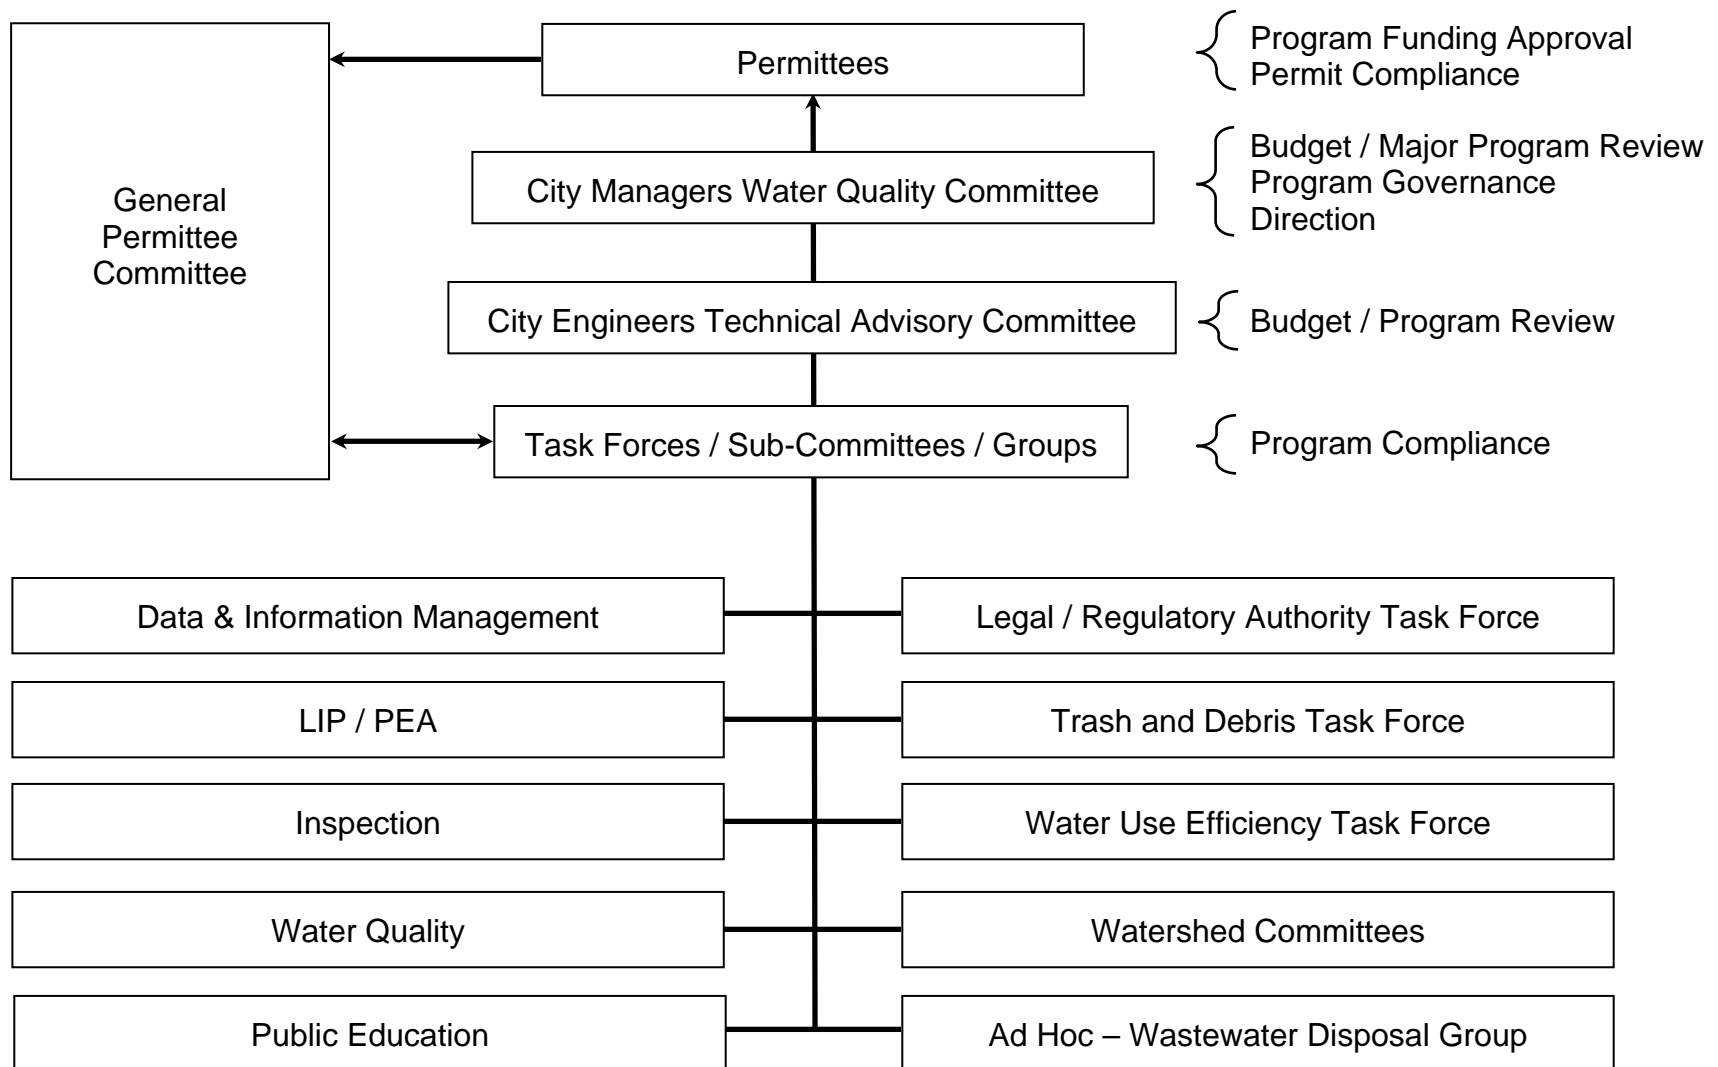 Permittees
Program Funding Approval
Permit Compliance
General
Permittee
Committee
City Managers Water Quality Committee
Budget / Major Program Review
Program Governance
Direction
City Engineers Technical Advisory Committee
Budget / Program Review
Task Forces / Sub-Committees / Groups
Program Compliance
Data & Information Management
Legal / Regulatory Authority Task Force
LIP / PEA
Trash and Debris Task Force
Inspection
Water Use Efficiency Task Force
Water Quality
Watershed Committees
Public Education
Ad Hoc – Wastewater Disposal Group